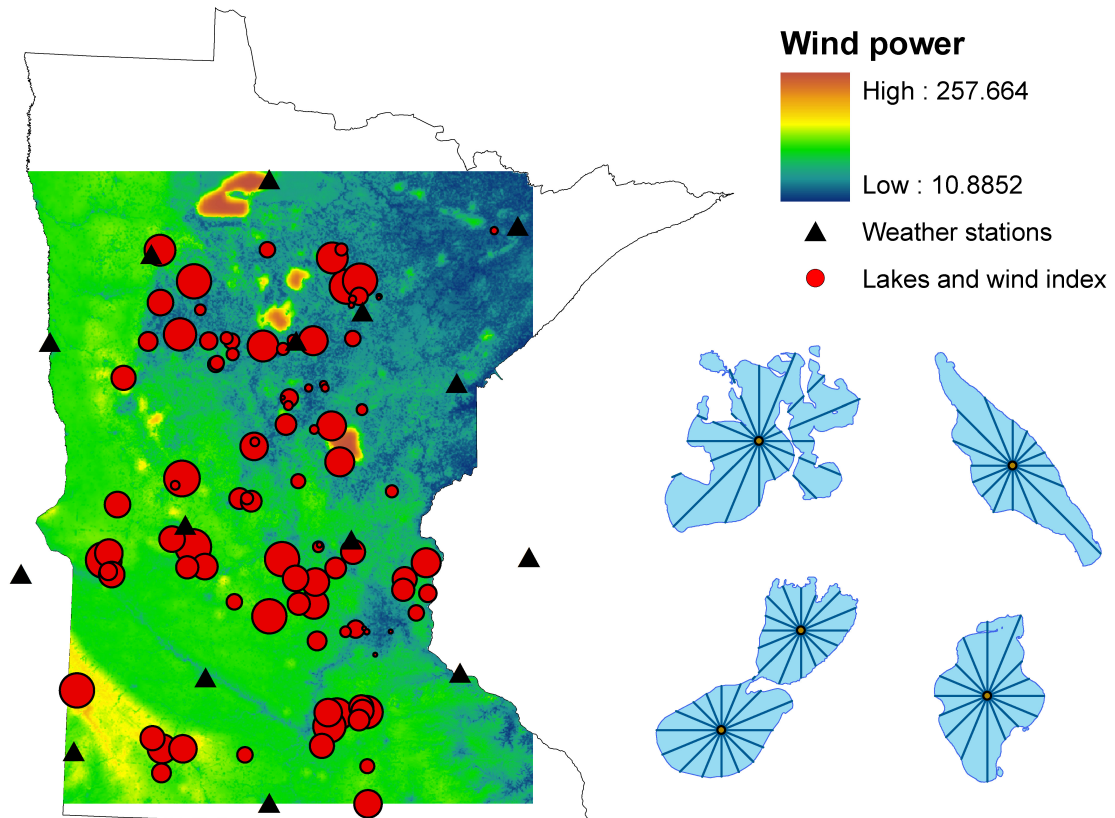 Wind power
High : 257.664
Low : 10.8852
Weather stations
Lakes and wind index